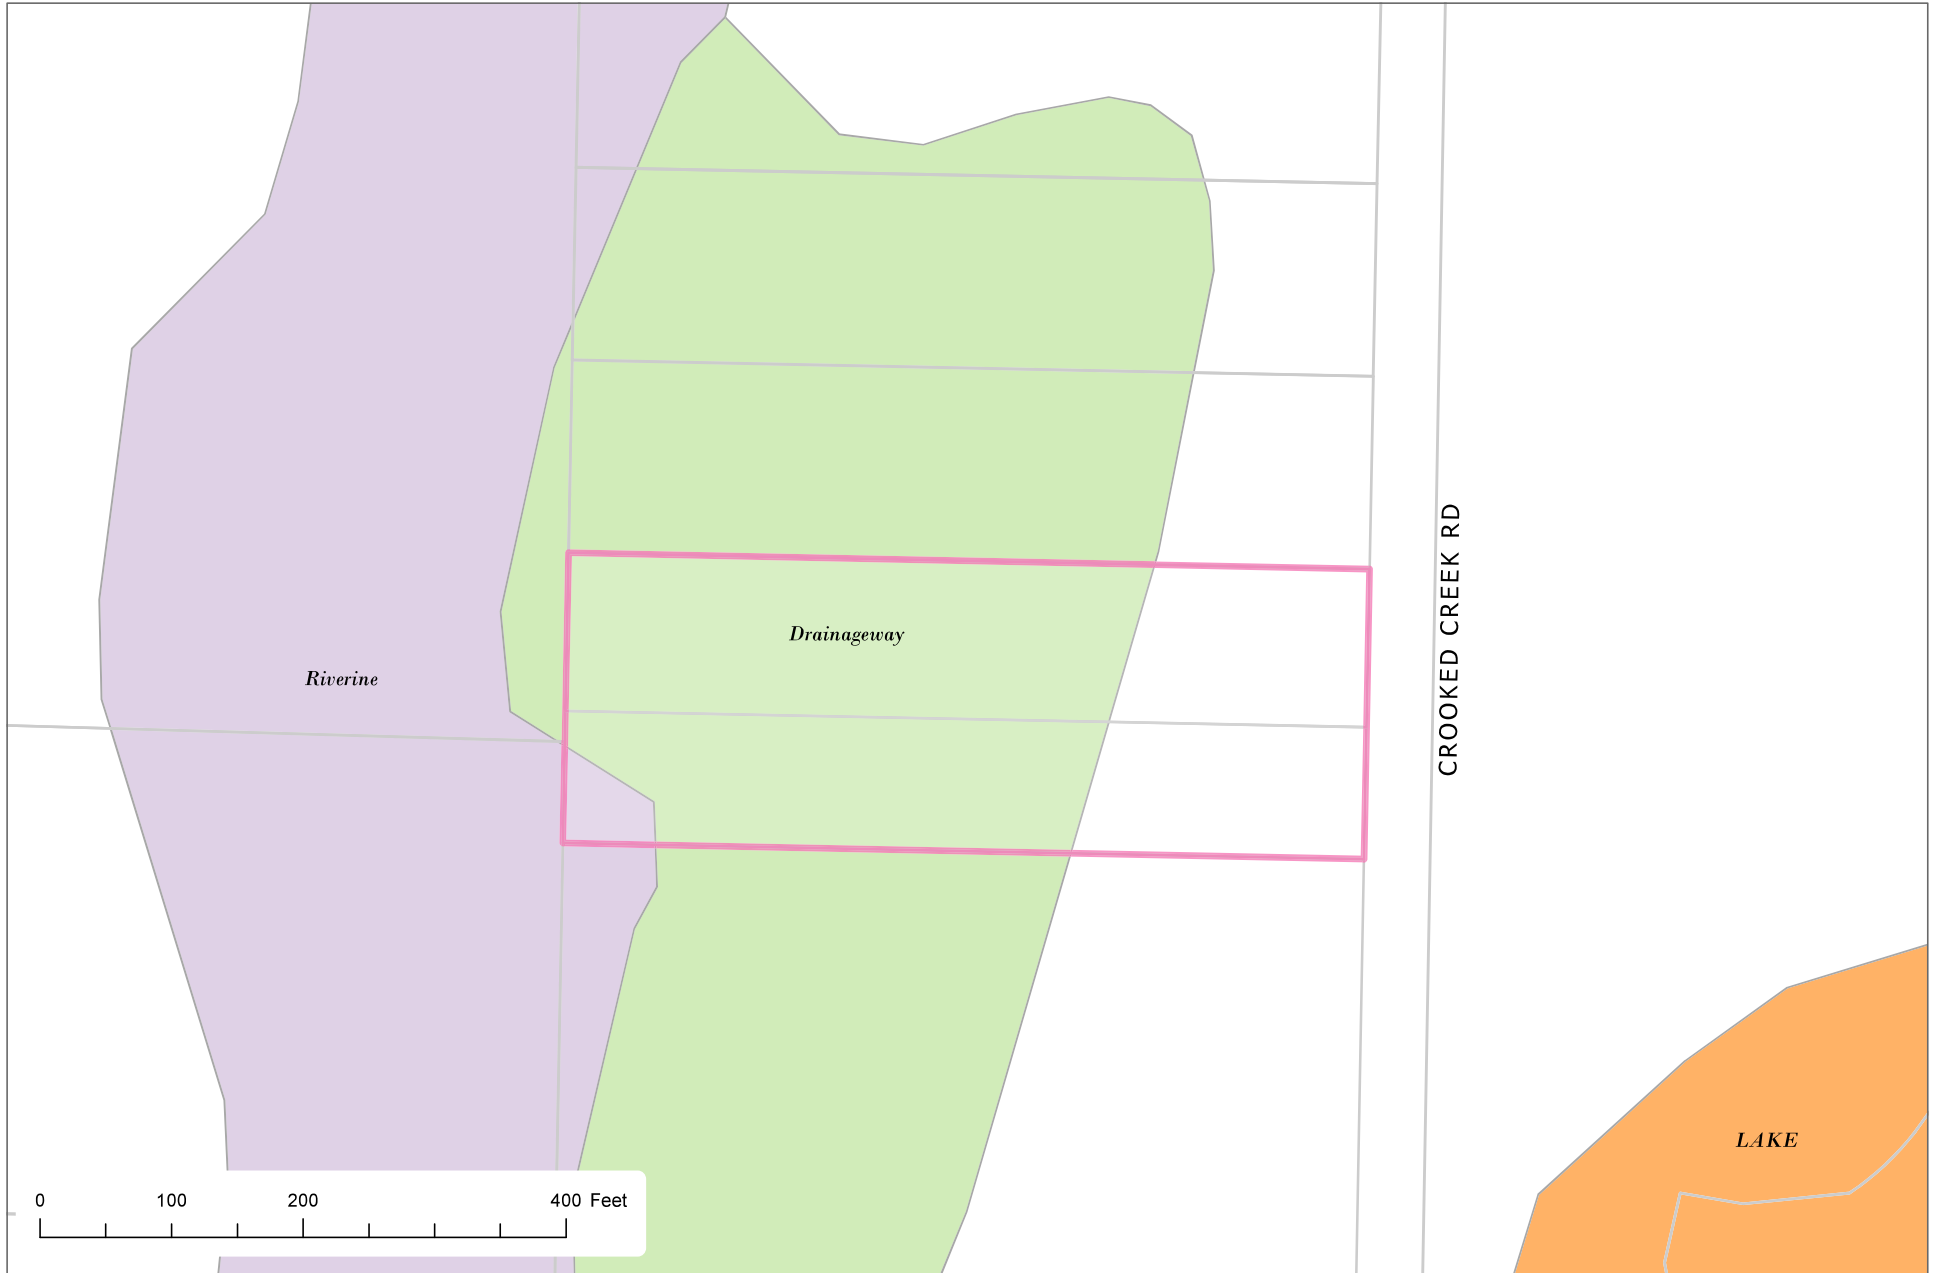 CROOKED CREEK RD
Drainageway
Riverine
LAKE
0 100 200 400 Feet